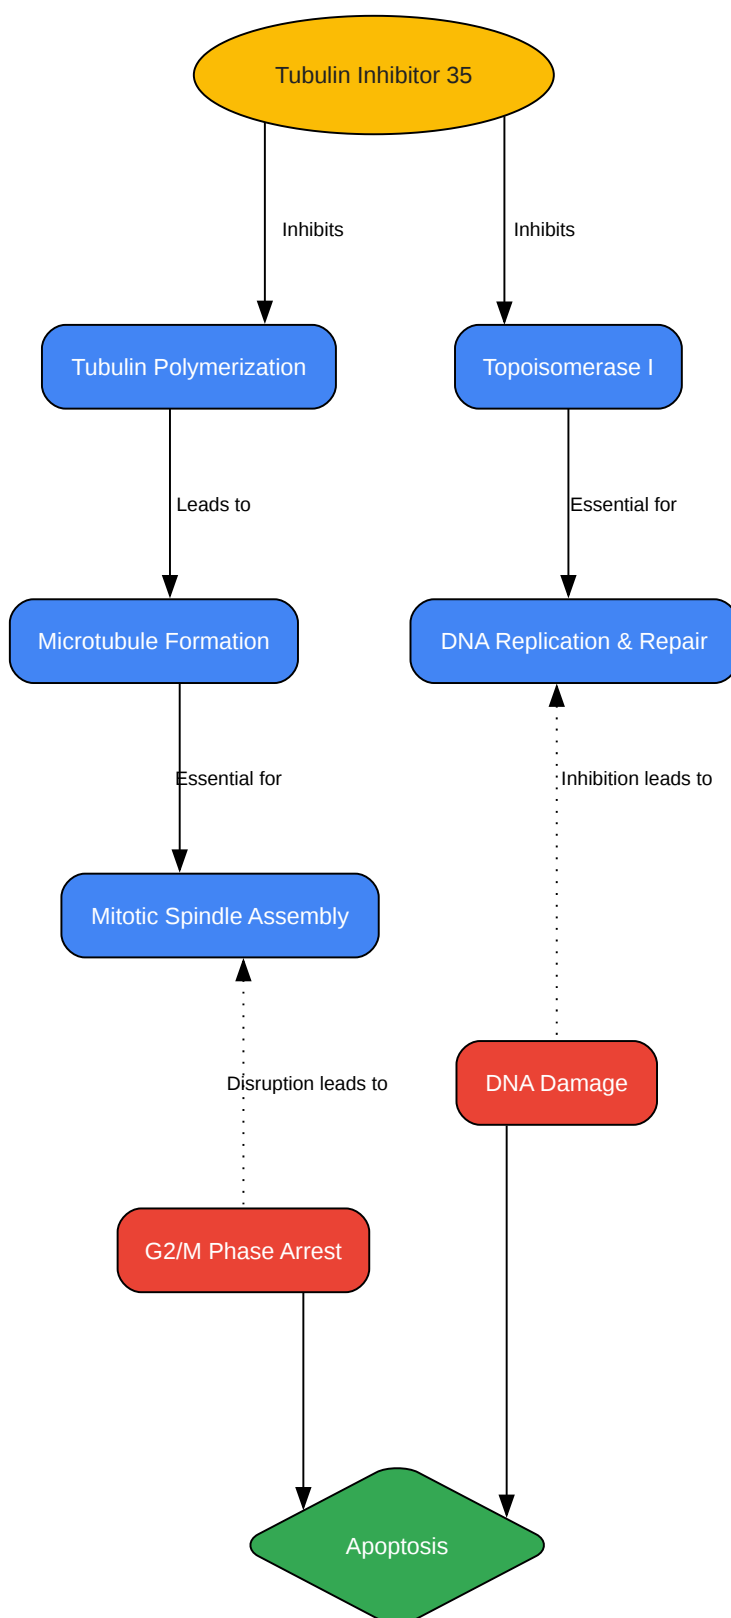 Tubulin Inhibitor 35
Inhibits
Inhibits
Tubulin Polymerization
Topoisomerase I
Leads to
Essential for
Microtubule Formation
DNA Replication & Repair
Essential for
Inhibition leads to
Mitotic Spindle Assembly
Disruption leads to
DNA Damage
G2/M Phase Arrest
Apoptosis